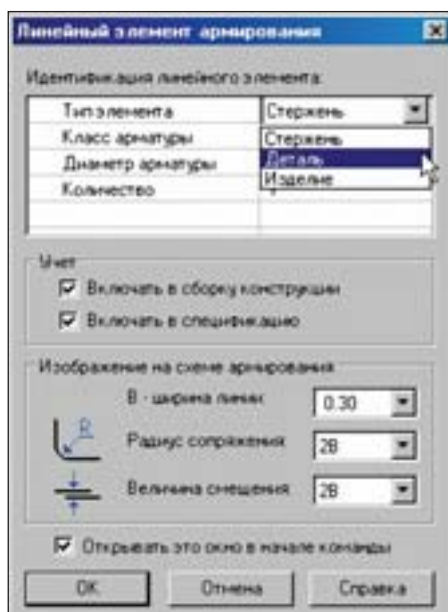 Линейный элемент армирования
Идентификация линейного элемента:
Тип элемента Стержень
Класс арматуры Стержень
Диаметр арматуры Деталь
Количество Изделие
Учет
Включать в сборку конструкции
Включать в спецификацию
Изображение на схеме армирования
В - ширина линии 0.30
R Радиус сопряжения 2В
Величина смещения 2В
Открывать это окно в начале команды
OK Отмена Справка